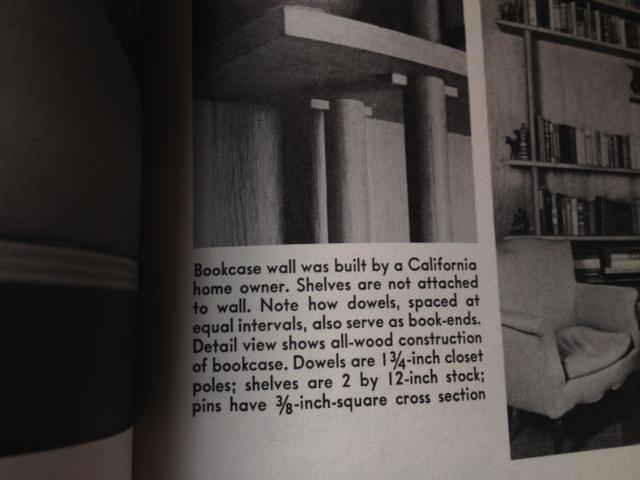 Bookcase wall was built by a California
home owner. Shelves are not attached
to wall. Note how dowels, spaced at
equal intervals, also serve as book-ends.
Detail view shows all-wood construction
of bookcase. Dowels are 1¾-inch closet
poles; shelves are 2 by 12-inch stock;
pins have ⅜-inch-square cross section